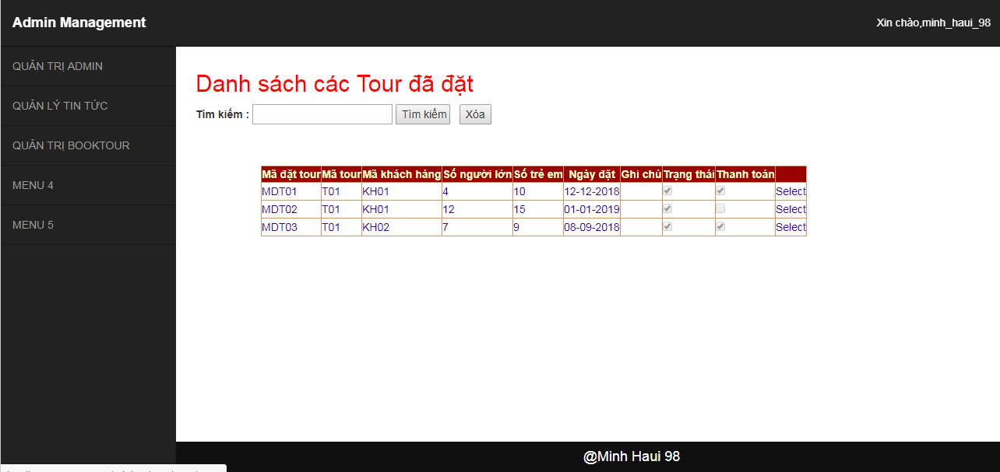 Admin Management
Xin chào,minh_haui_98
QUẢN TRỊ ADMIN
QUẢN LÝ TIN TỨC
QUẢN TRỊ BOOKTOUR
MENU 4
MENU 5
Danh sách các Tour đã đặt
Tìm kiếm : Tìm kiếm Xóa
Mã đặt tour Mã tour Mã khách hàng Số người lớn Số trẻ em Ngày đặt Ghi chú Trạng thái Thanh toán
MDT01 T01 KH01 4 10 12-12-2018 Select
MDT02 T01 KH01 12 15 01-01-2019 Select
MDT03 T01 KH02 7 9 08-09-2018 Select
@Minh Haui 98